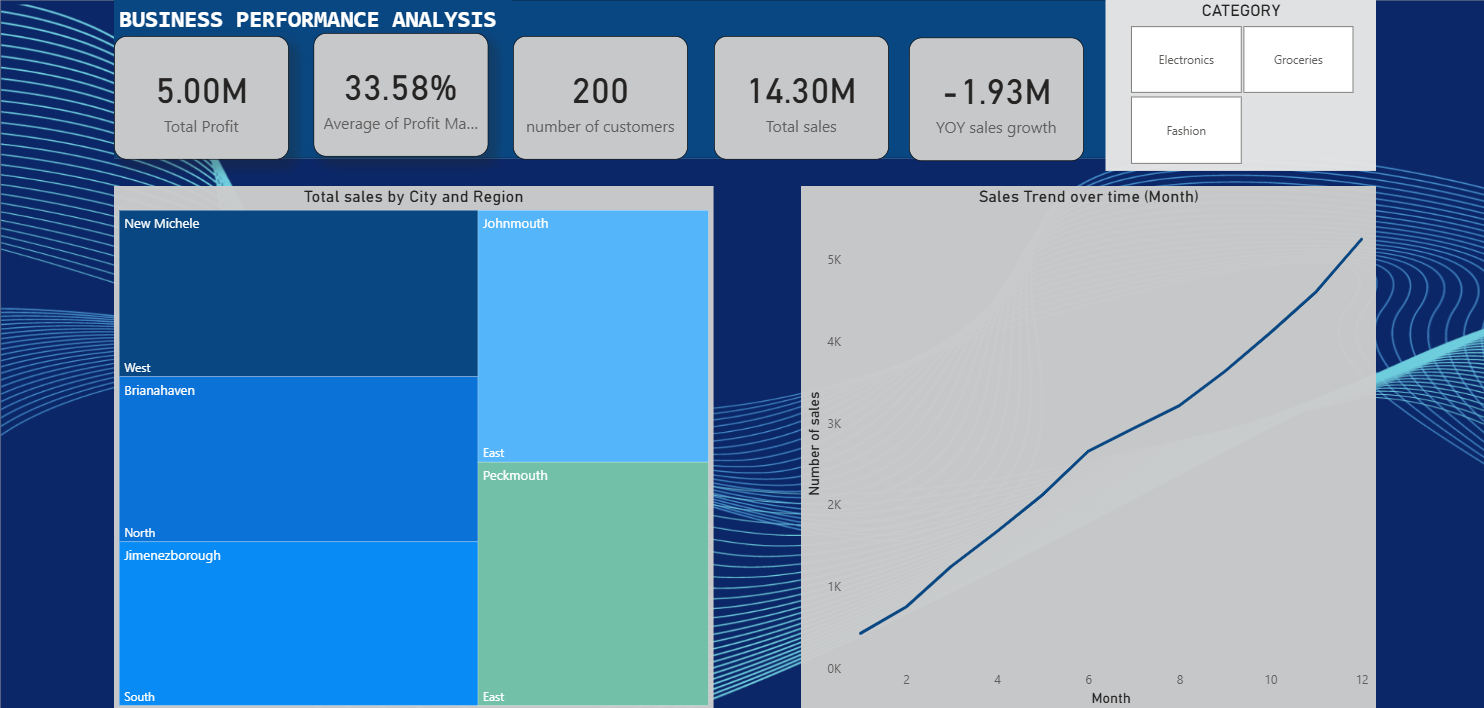 BUSINESS PERFORMANCE ANALYSIS
5.00M
Total Profit
33.58%
Average of Profit Ma...
200
number of customers
14.30M
Total sales
-1.93M
YOY sales growth
CATEGORY
Electronics
Groceries
Fashion
Total sales by City and Region
New Michele
West
Brianahaven
North
Jimenezborough
South
Johnmouth
East
Peckmouth
East
Sales Trend over time (Month)
Number of sales
5K
4K
3K
2K
1K
0K
2 4 6 8 10 12
Month